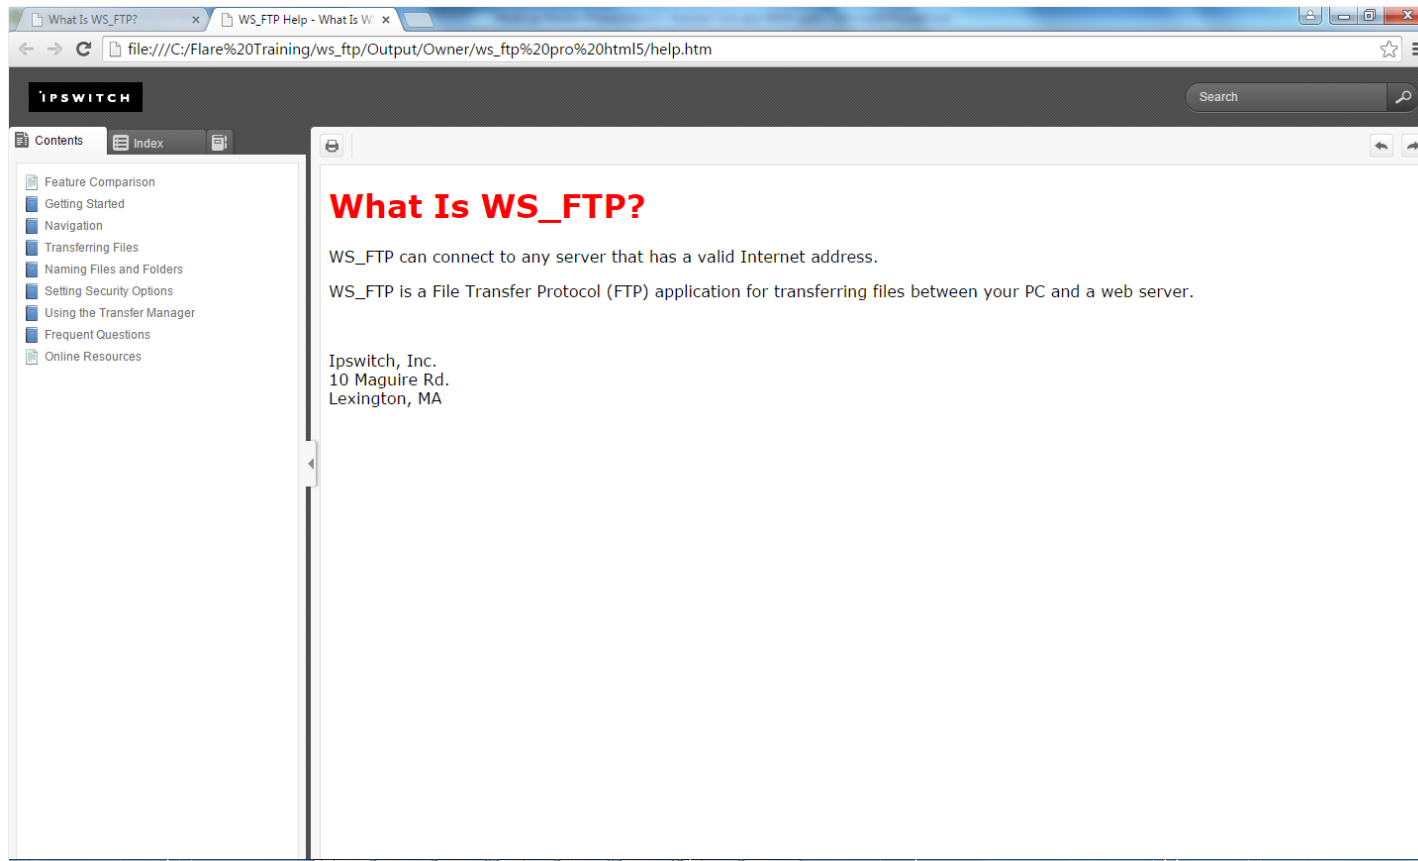 What Is WS_FTP?
WS_FTP Help - What Is W
file:///C:/Flare%20Training/ws_ftp/Output/Owner/ws_ftp%20pro%20html5/help.htm
IPSWITCH
Search
Contents
Index
Feature Comparison
Getting Started
Navigation
Transferring Files
Naming Files and Folders
Setting Security Options
Using the Transfer Manager
Frequent Questions
Online Resources
What Is WS_FTP?
WS_FTP can connect to any server that has a valid Internet address.
WS_FTP is a File Transfer Protocol (FTP) application for transferring files between your PC and a web server.
Ipswitch, Inc.
10 Maguire Rd.
Lexington, MA